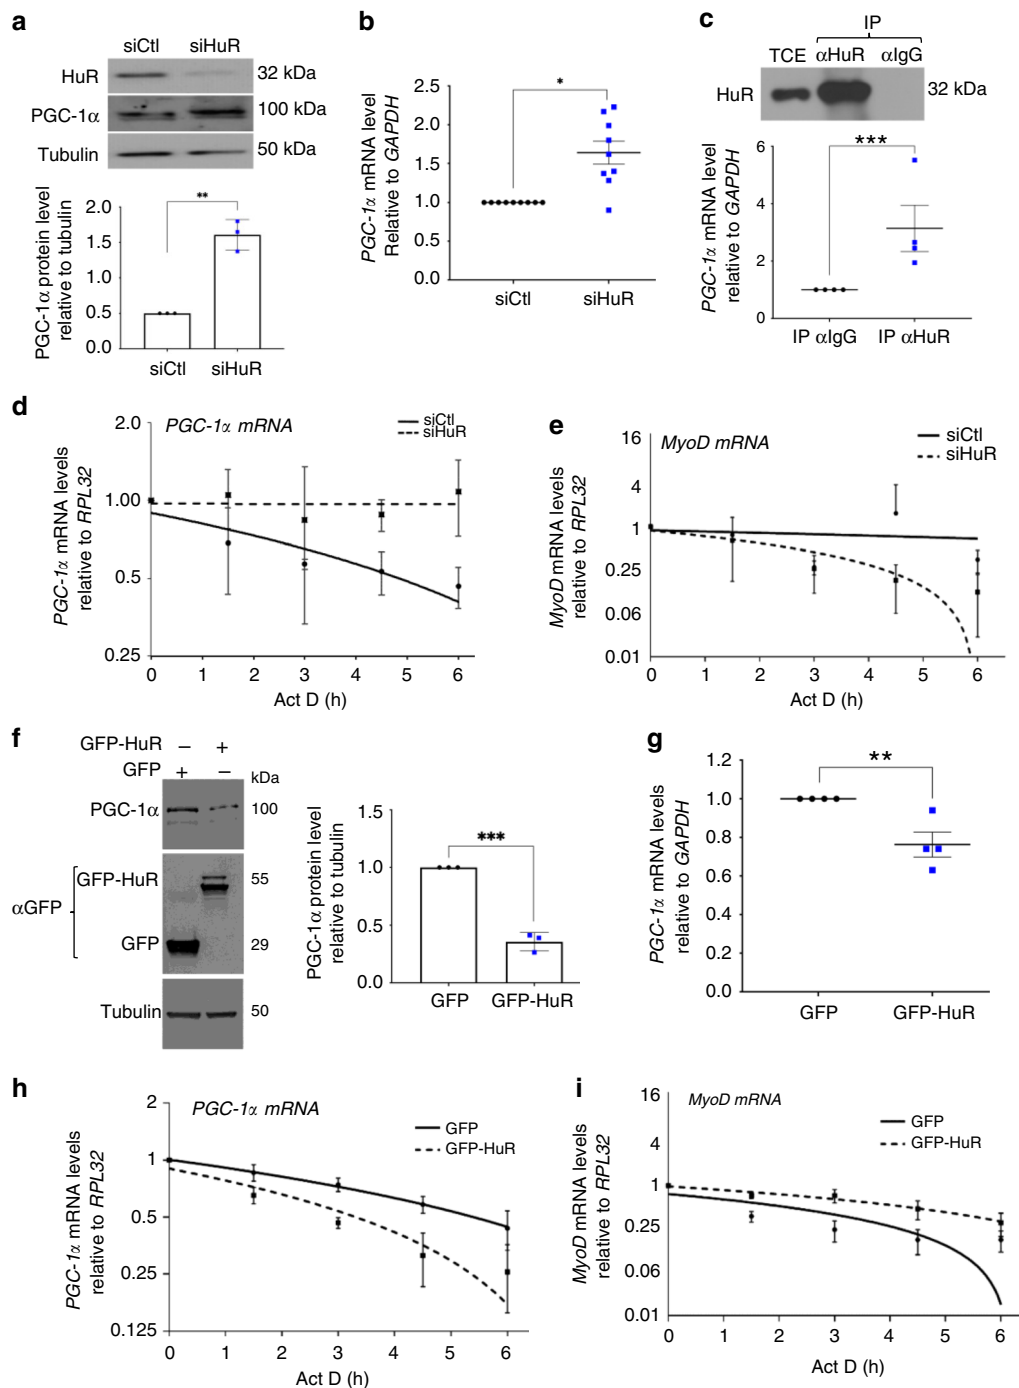 a
siCtl siHuR
HuR 32 kDa
PGC-1α 100 kDa
Tubulin 50 kDa
PGC-1α protein level
relative to tubulin
2.0
1.5
0.5
0.0
**
siCtl siHuR
b
PGC-1α mRNA level
Relative to GAPDH
2.5
2.0
1.5
1.0
0.5
0.0
*
siCtl siHuR
c
IP
TCE αHuR αIgG
HuR 32 kDa
PGC-1α mRNA level
relative to GAPDH
6
4
2
0
***
IP αIgG IP αHuR
d
PGC-1α mRNA
siCtl
siHuR
PGC-1α mRNA levels
relative to RPL32
2.0
1.00
0.5
0.25
0 1 2 3 4 5 6
Act D (h)
e
MyoD mRNA
siCtl
siHuR
MyoD mRNA levels
relative to RPL32
16
4
1
0.25
0.06
0.01
0 1 2 3 4 5 6
Act D (h)
f
GFP-HuR − +
GFP + −
kDa
PGC-1α 100
αGFP
GFP-HuR 55
GFP 29
Tubulin 50
PGC-1α protein level
relative to tubulin
1.5
1.0
0.5
0.0
***
GFP GFP-HuR
g
PGC-1α mRNA levels
relative to GAPDH
1.2
1.0
0.8
0.6
0.4
0.2
0.0
**
GFP GFP-HuR
h
PGC-1α mRNA
GFP
GFP-HuR
PGC-1α mRNA levels
relative to RPL32
2
1
0.5
0.25
0.125
0 1 2 3 4 5 6
Act D (h)
i
MyoD mRNA
GFP
GFP-HuR
MyoD mRNA levels
relative to RPL32
16
4
1
0.25
0.06
0.01
0 1 2 3 4 5 6
Act D (h)